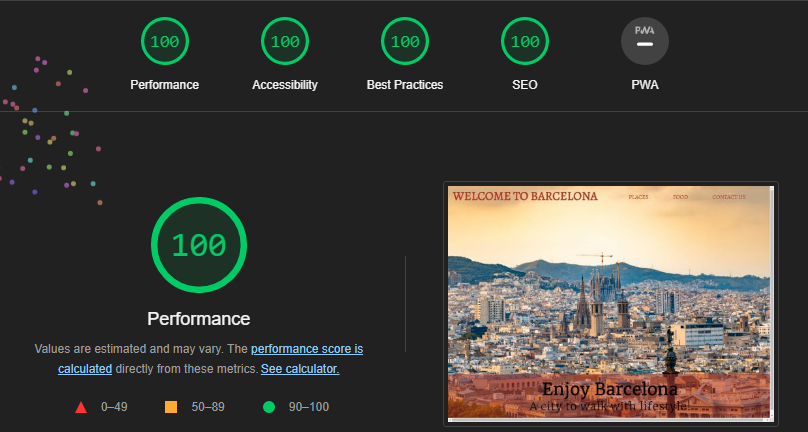 100
100
100
100
PWA
Performance
Accessibility
Best Practices
SEO
PWA
100
Performance
Values are estimated and may vary. The performance score is
calculated directly from these metrics. See calculator.
0–49
50–89
90–100
WELCOME TO BARCELONA
PLACES
FOOD
CONTACT US
Enjoy Barcelona
A city to walk with lifestyle.